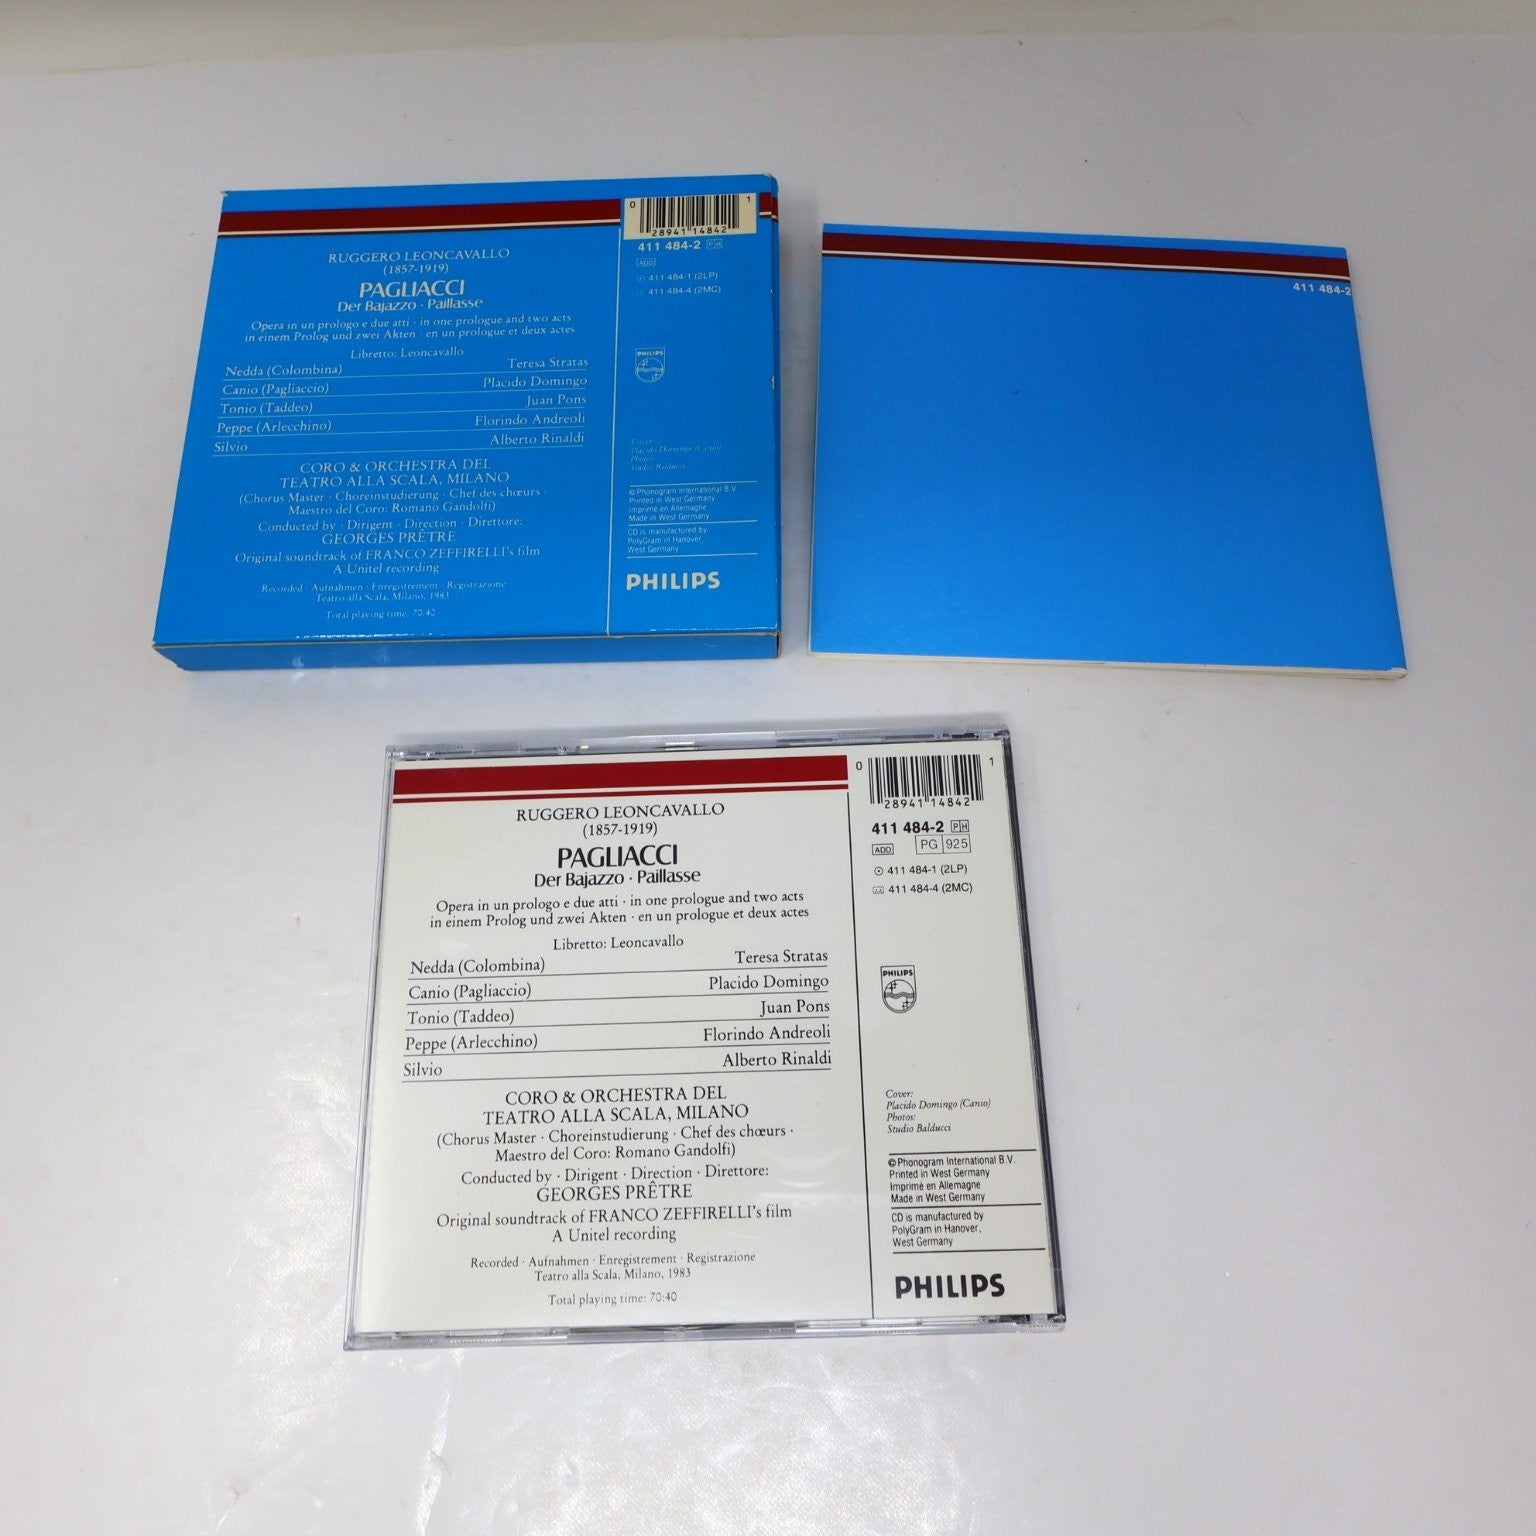 RUGGERO LEONCAVALLO
(1857-1919)
PAGLIACCI
Der Bajazzo · Paillasse
Opera in un prologo e due atti · in one prologue and two acts
in einem Prolog und zwei Akten · en un prologue et deux actes
Libretto: Leoncavallo
Nedda (Colombina) Teresa Stratas
Canio (Pagliaccio) Placido Domingo
Tonio (Taddeo) Juan Pons
Peppe (Arlecchino) Florindo Andreoli
Silvio Alberto Rinaldi
CORO & ORCHESTRA DEL
TEATRO ALLA SCALA, MILANO
(Chorus Master · Choreinstudierung · Chef des chœurs ·
Maestro del Coro: Romano Gandolfi)
Conducted by · Dirigent · Direction · Direttore:
GEORGES PRÊTRE
Original soundtrack of FRANCO ZEFFIRELLI's film
A Unitel recording
Recorded · Aufnahmen · Enregistrement · Registrazione
Teatro alla Scala, Milano, 1983
Total playing time: 70:40
0 28941 14842 1
411 484-2 PH
ADD
411 484-1 (2LP)
411 484-4 (2MC)
PHILIPS
Cover:
Placido Domingo (Canio)
Photos:
Studio Balducci
© Phonogram International B.V.
Printed in West Germany
Imprimé en Allemagne
Made in West Germany
CD is manufactured by
PolyGram in Hanover,
West Germany
PHILIPS
411 484-2
RUGGERO LEONCAVALLO
(1857-1919)
PAGLIACCI
Der Bajazzo · Paillasse
Opera in un prologo e due atti · in one prologue and two acts
in einem Prolog und zwei Akten · en un prologue et deux actes
Libretto: Leoncavallo
Nedda (Colombina) Teresa Stratas
Canio (Pagliaccio) Placido Domingo
Tonio (Taddeo) Juan Pons
Peppe (Arlecchino) Florindo Andreoli
Silvio Alberto Rinaldi
CORO & ORCHESTRA DEL
TEATRO ALLA SCALA, MILANO
(Chorus Master · Choreinstudierung · Chef des chœurs ·
Maestro del Coro: Romano Gandolfi)
Conducted by · Dirigent · Direction · Direttore:
GEORGES PRÊTRE
Original soundtrack of FRANCO ZEFFIRELLI's film
A Unitel recording
Recorded · Aufnahmen · Enregistrement · Registrazione
Teatro alla Scala, Milano, 1983
Total playing time: 70:40
0 28941 14842 1
411 484-2 PH
ADD PG 925
411 484-1 (2LP)
411 484-4 (2MC)
PHILIPS
Cover:
Placido Domingo (Canio)
Photos:
Studio Balducci
© Phonogram International B.V.
Printed in West Germany
Imprimé en Allemagne
Made in West Germany
CD is manufactured by
PolyGram in Hanover,
West Germany
PHILIPS